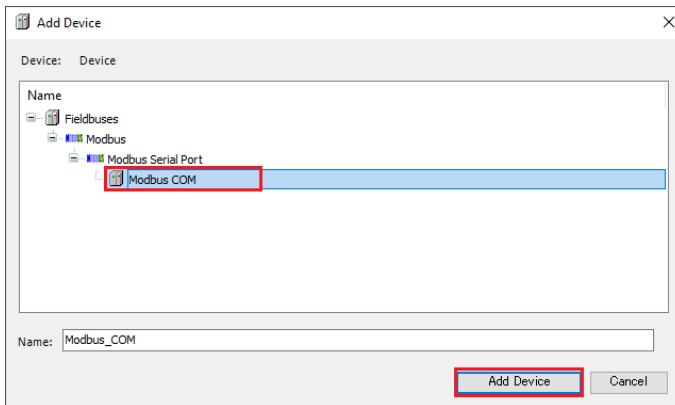 Add Device
Device: Device
Name
Fieldbuses
Modbus
Modbus Serial Port
Modbus COM
Name: Modbus_COM
Add Device Cancel